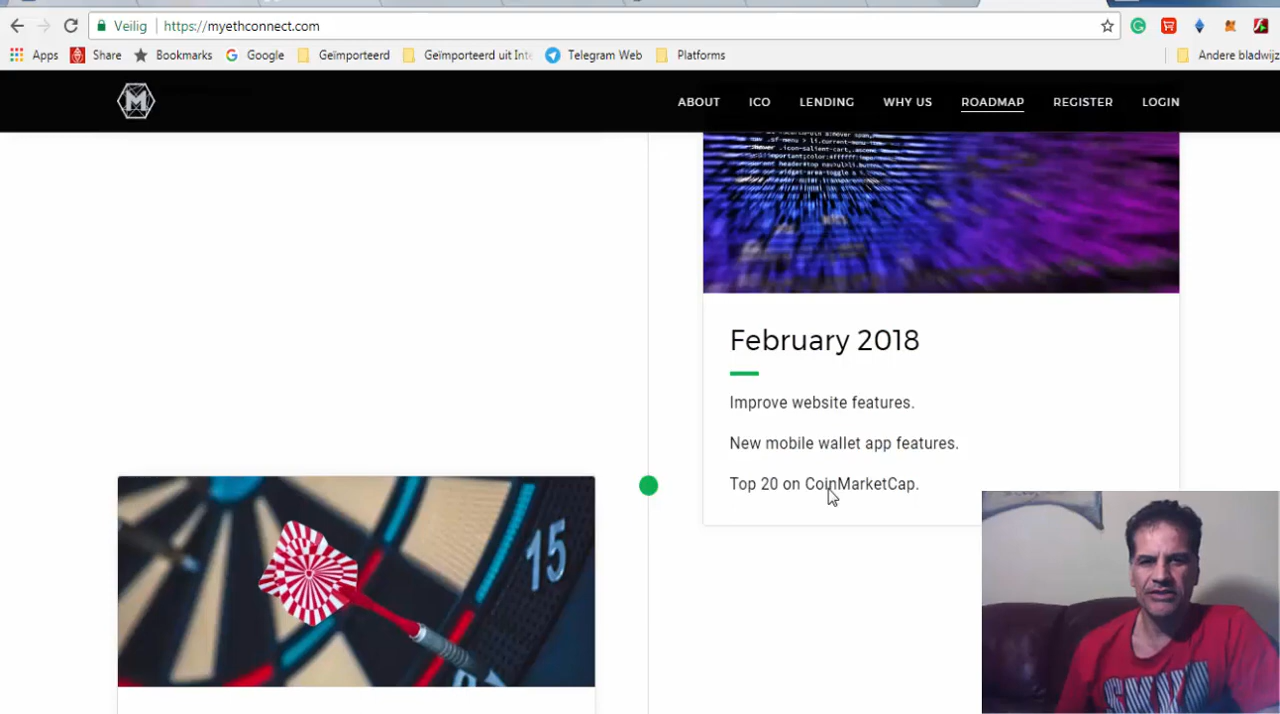 Veilig
https://myethconnect.com
Apps
Share
Bookmarks
Google
Geïmporteerd
Geïmporteerd uit Inte
Telegram Web
Platforms
Andere bladwijz
M
ABOUT
ICO
LENDING
WHY US
ROADMAP
REGISTER
LOGIN
February 2018
Improve website features.
New mobile wallet app features.
Top 20 on CoinMarketCap.
15